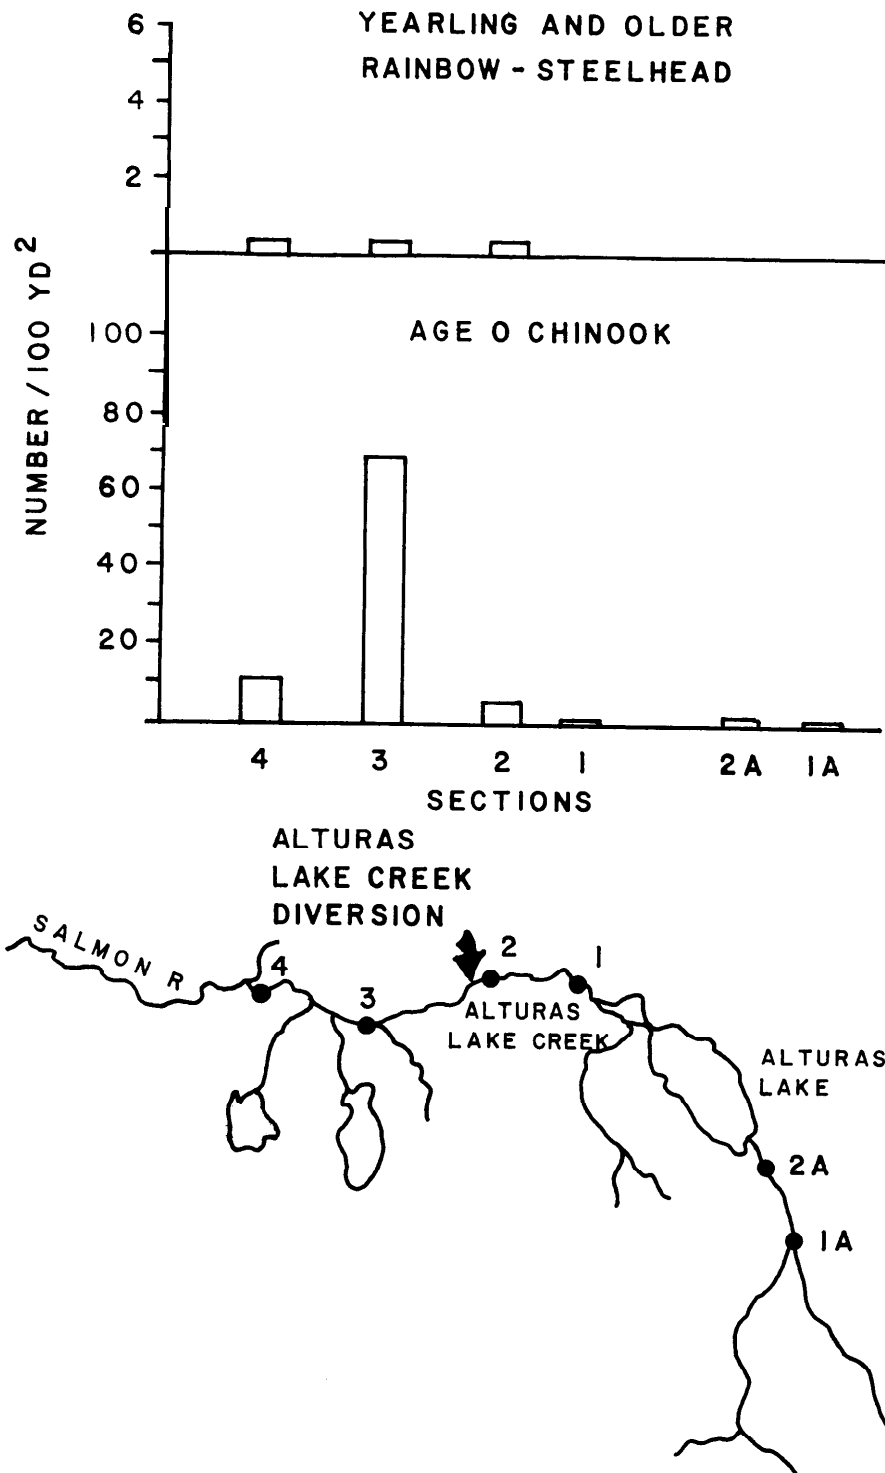 YEARLING AND OLDER
RAINBOW - STEELHEAD
6
4
2
NUMBER / 100 YD²
AGE 0 CHINOOK
100
80
60
40
20
4 3 2 1 2A 1A
SECTIONS
ALTURAS
LAKE CREEK
DIVERSION
SALMON R
4
3
2
1
ALTURAS
LAKE CREEK
ALTURAS
LAKE
2A
1A